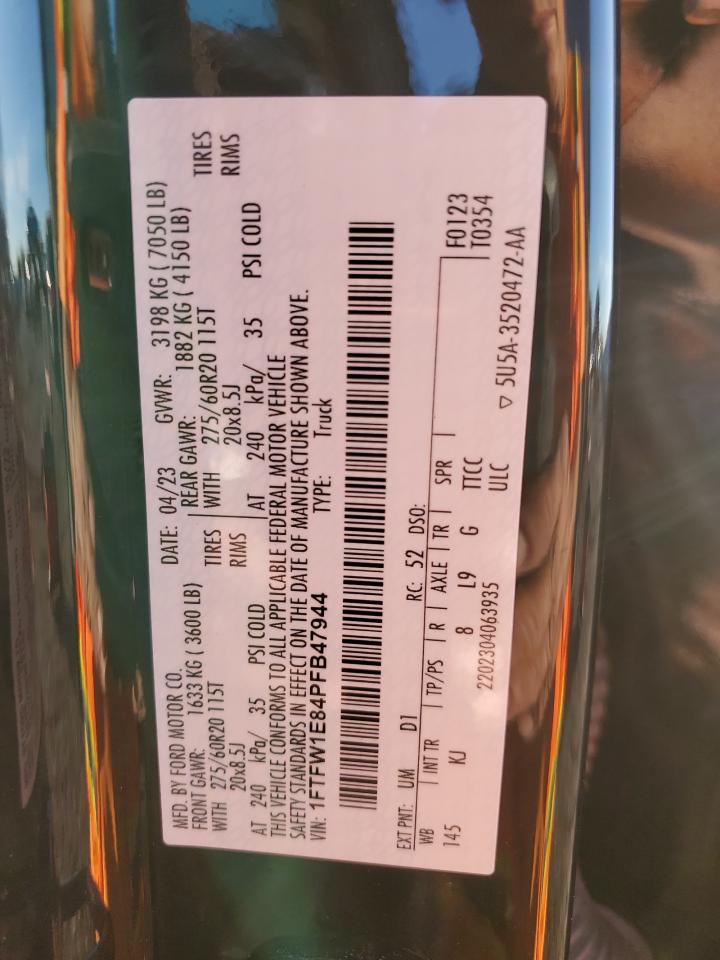 MFD. BY FORD MOTOR CO. DATE: 04/23 GVWR: 3198 KG ( 7050 LB)
FRONT GAWR: 1633 KG ( 3600 LB) REAR GAWR: 1882 KG ( 4150 LB)
WITH 275/60R20 115T TIRES WITH 275/60R20 115T TIRES
20x8.5J RIMS 20x8.5J RIMS
AT 240 kPa/ 35 PSI COLD AT 240 kPa/ 35 PSI COLD
THIS VEHICLE CONFORMS TO ALL APPLICABLE FEDERAL MOTOR VEHICLE
SAFETY STANDARDS IN EFFECT ON THE DATE OF MANUFACTURE SHOWN ABOVE.
VIN: 1FTFW1E84PFB47944 TYPE: Truck
EXT PNT: UM D1 RC: 52 DSO:
WB INT TR TP/PS R AXLE TR SPR F0123
145 KJ 8 L9 G TTCC T0354
ULC
2202304063935 ▽ 5U5A-3520472-AA